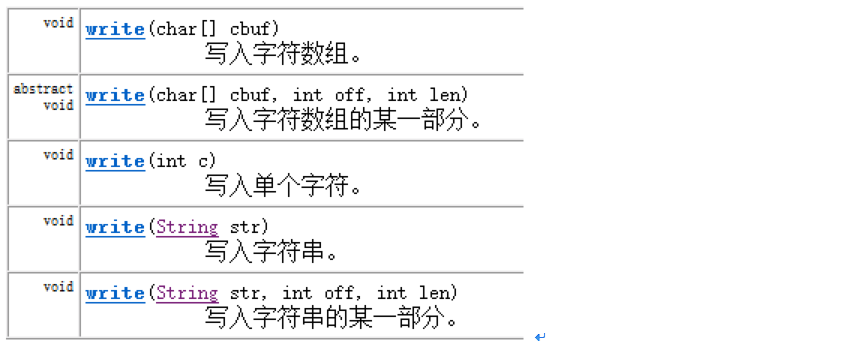 void write(char[] cbuf)
写入字符数组。
abstract write(char[] cbuf, int off, int len)
void 写入字符数组的某一部分。
void write(int c)
写入单个字符。
void write(String str)
写入字符串。
void write(String str, int off, int len)
写入字符串的某一部分。